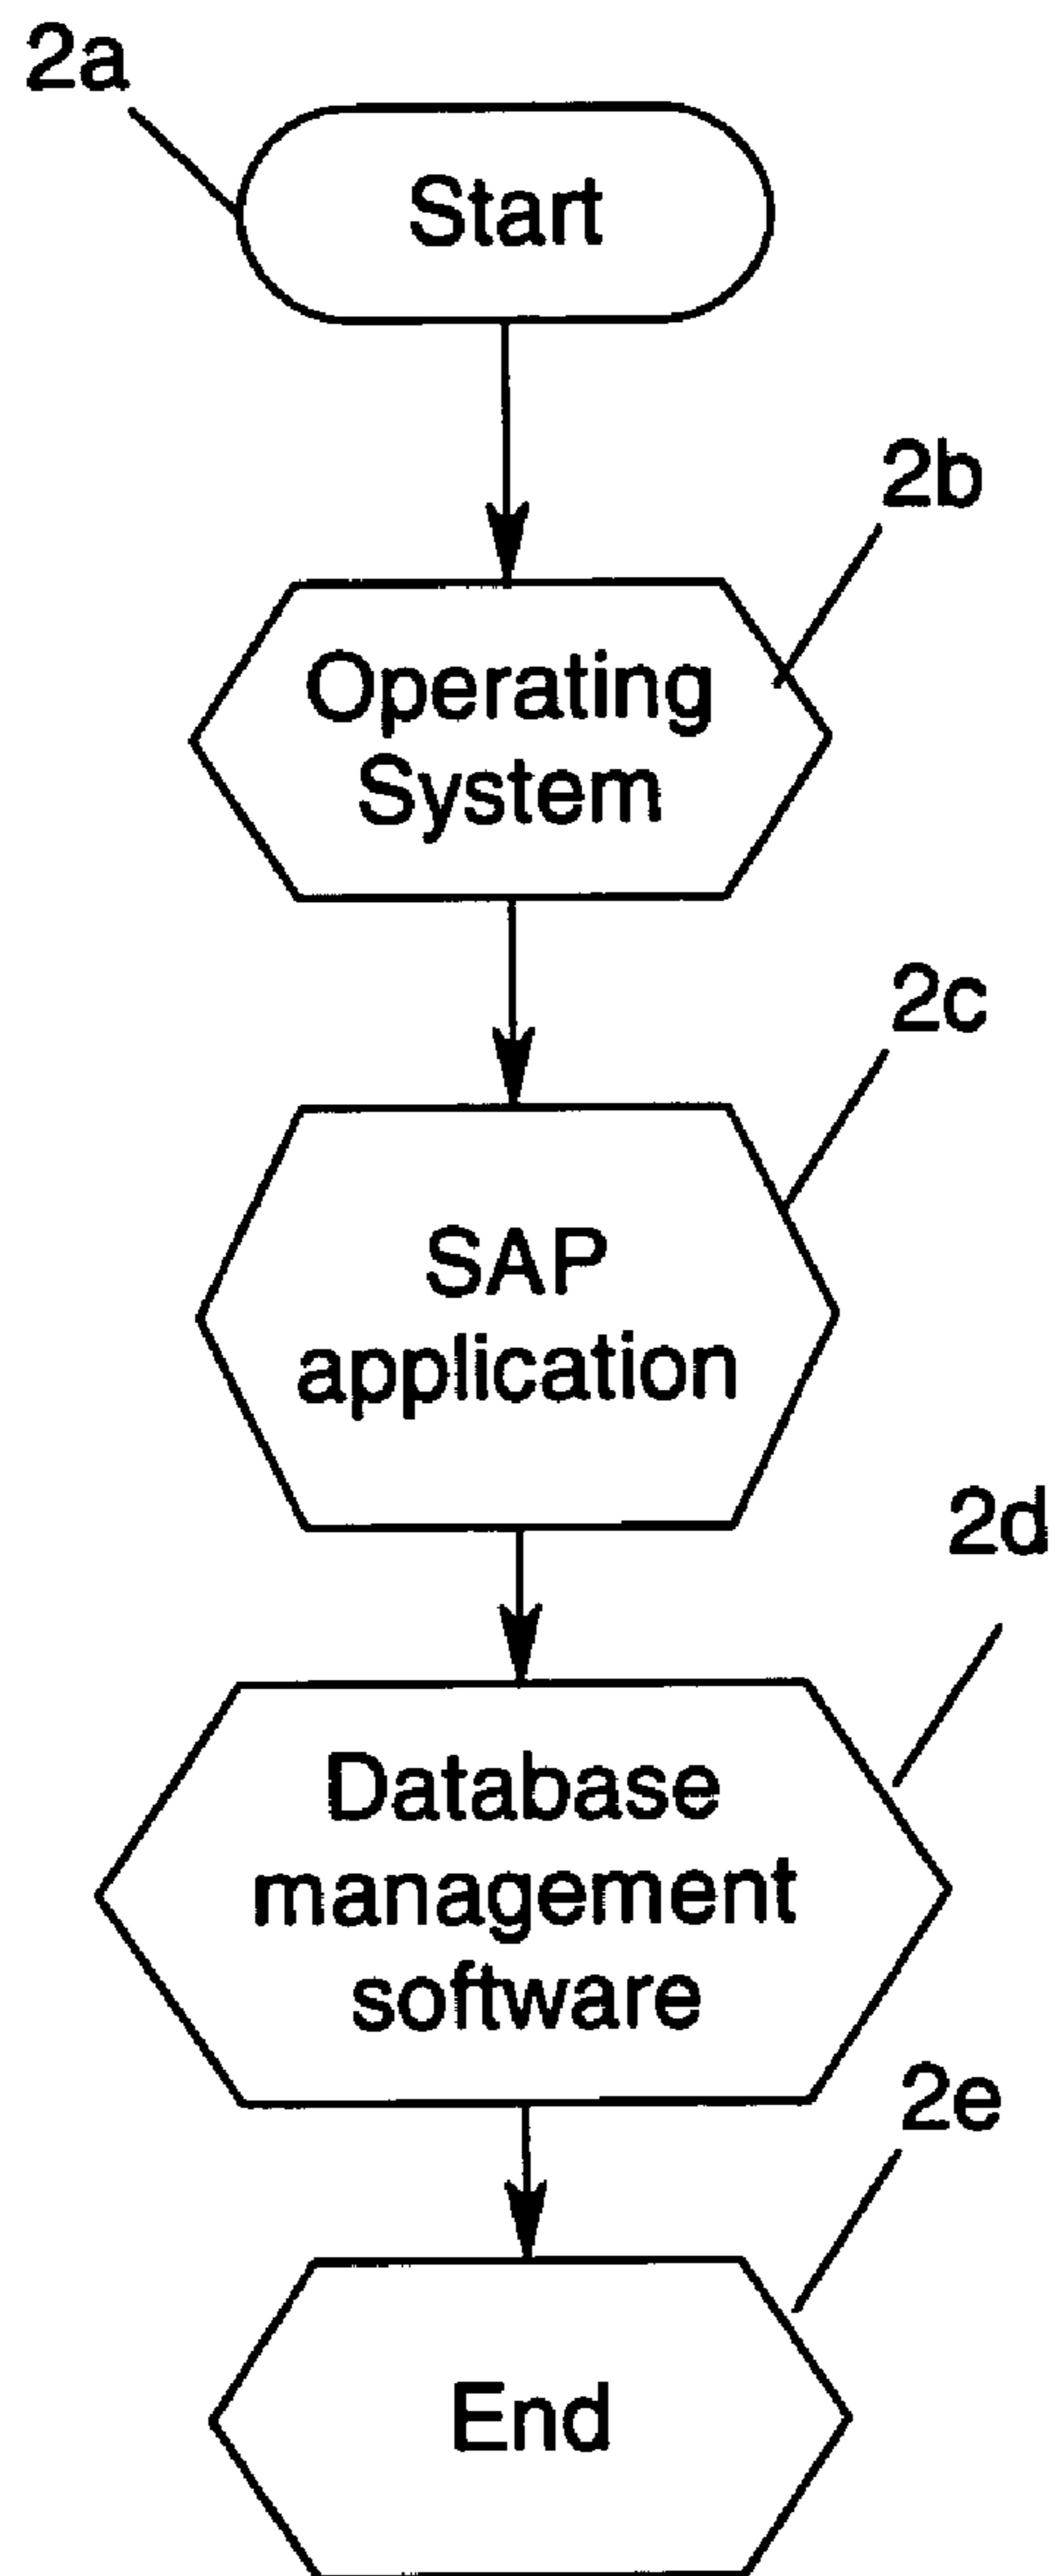 2a
Start
2b
Operating
System
2c
SAP
application
2d
Database
management
software
2e
End